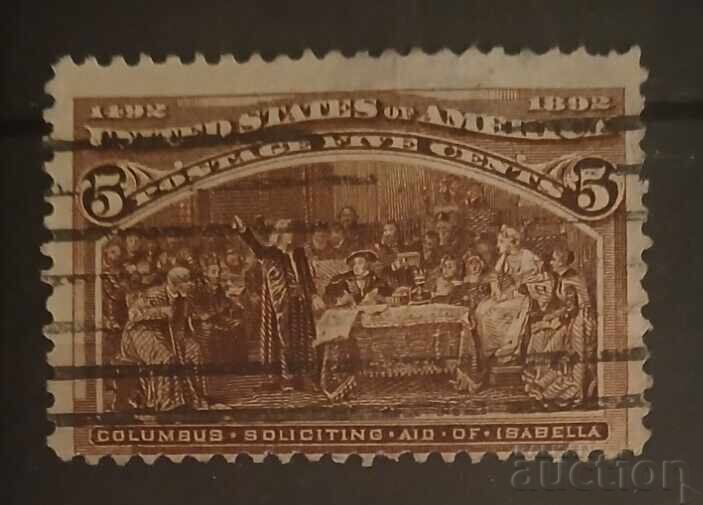 1492 1892
UNITED STATES OF AMERICA
POSTAGE FIVE CENTS
5 5
COLUMBUS · SOLICITING · AID · OF · ISABELLA
auction